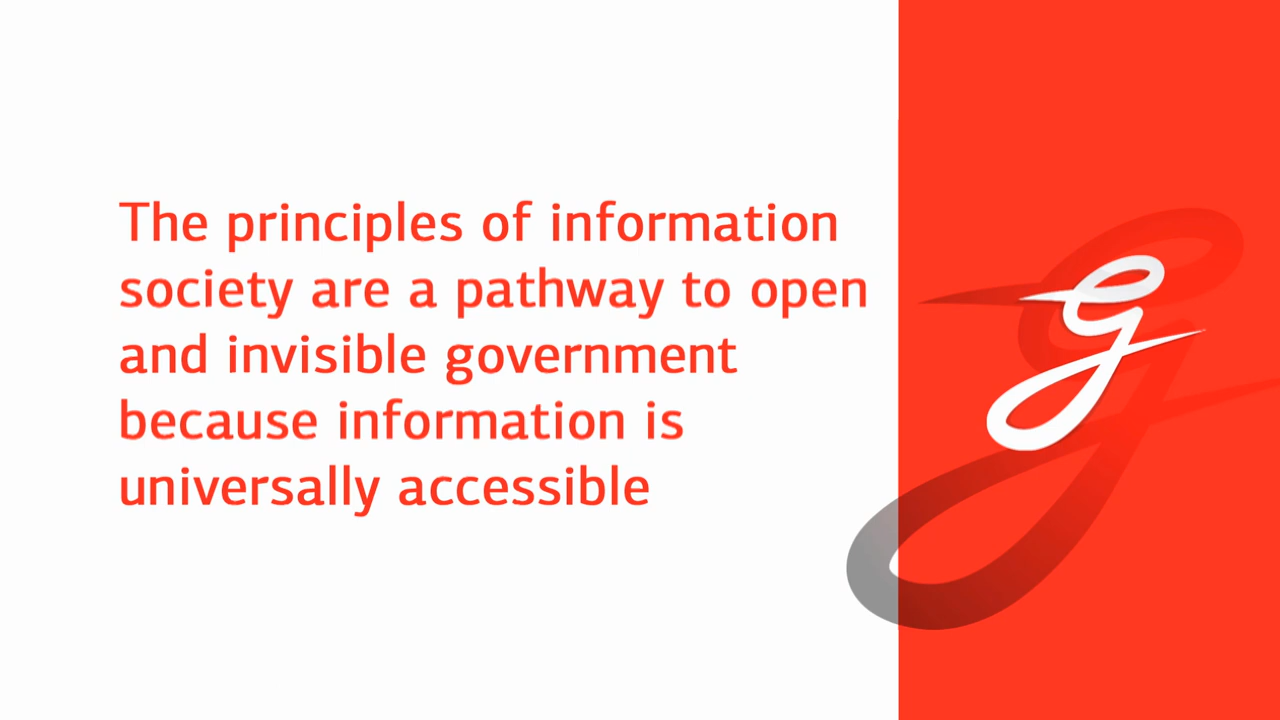 The principles of information
society are a pathway to open
and invisible government
because information is
universally accessible
g